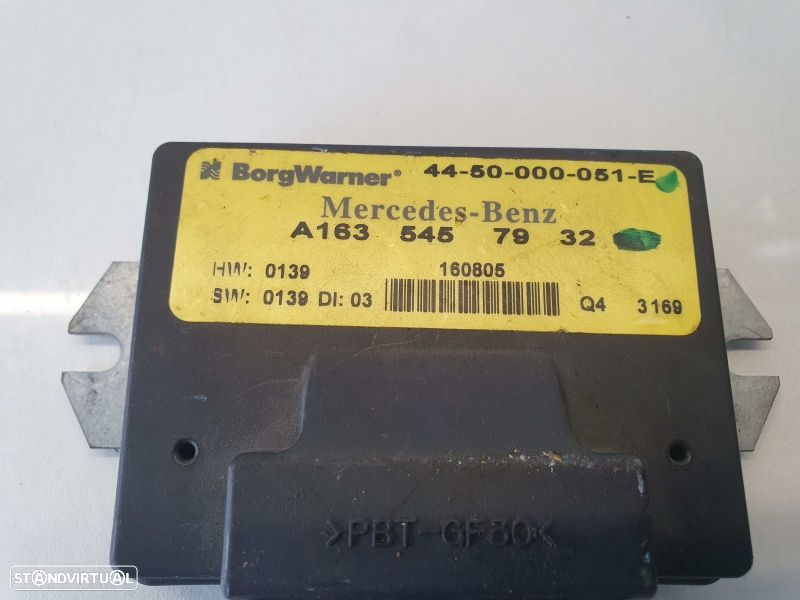 BorgWarner® 44-50-000-051-E
Mercedes-Benz
A163 545 79 32
HW: 0139 160805
SW: 0139 DI: 03 Q4 3169
>PBT-GF30<
STANDVIRTUAL